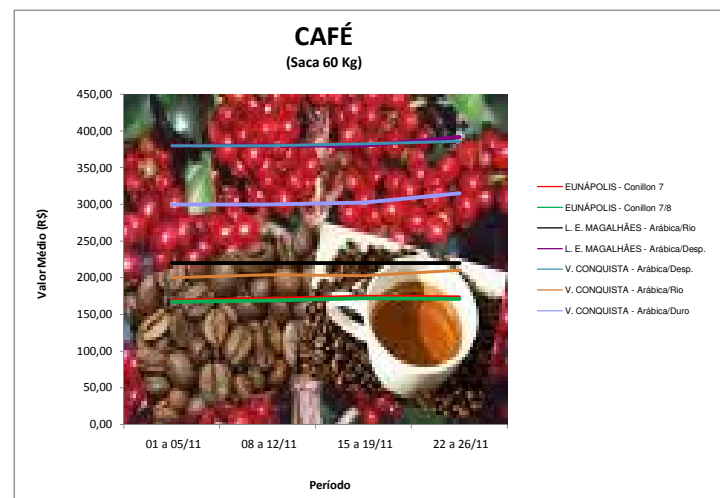 CAFÉ
(Saca 60 Kg)
Valor Médio (R$)
450,00
400,00
350,00
300,00
250,00
200,00
150,00
100,00
50,00
0,00
01 a 05/11
08 a 12/11
15 a 19/11
22 a 26/11
Período
EUNÁPOLIS - Conillon 7
EUNÁPOLIS - Conillon 7/8
L. E. MAGALHÃES - Arábica/Rio
L. E. MAGALHÃES - Arábica/Desp.
V. CONQUISTA - Arábica/Desp.
V. CONQUISTA - Arábica/Rio
V. CONQUISTA - Arábica/Duro